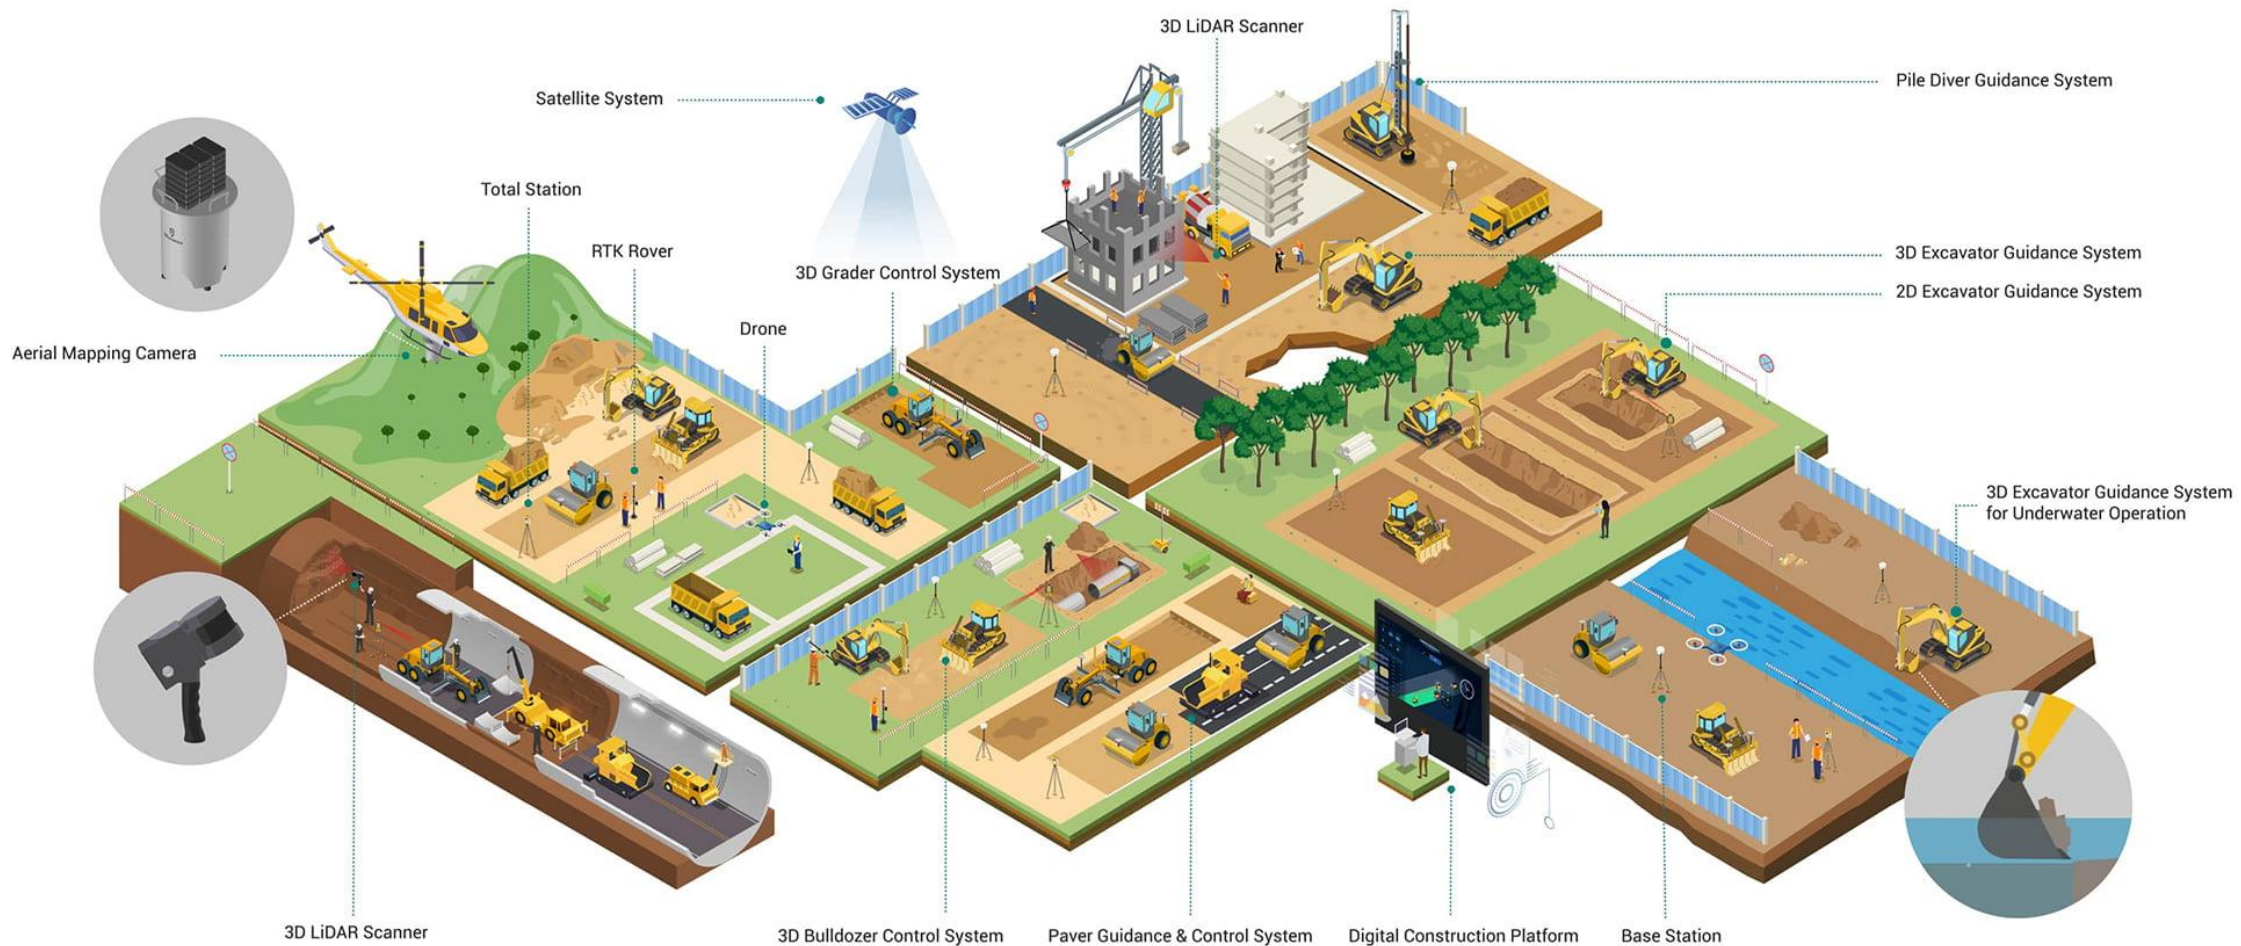 3D LiDAR Scanner
Pile Diver Guidance System
Satellite System
Total Station
RTK Rover
3D Grader Control System
3D Excavator Guidance System
2D Excavator Guidance System
Drone
Aerial Mapping Camera
3D Excavator Guidance System
for Underwater Operation
3D LiDAR Scanner
3D Bulldozer Control System
Paver Guidance & Control System
Digital Construction Platform
Base Station